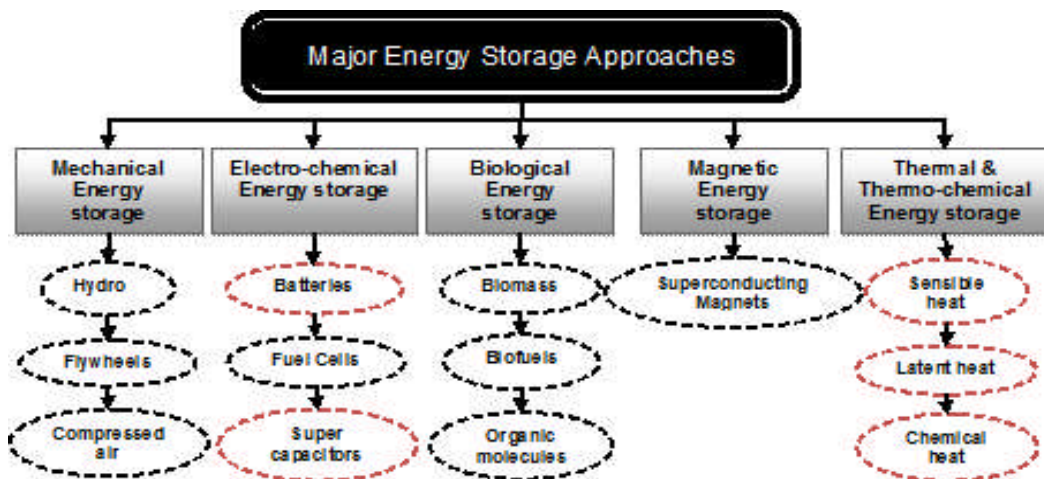 Major Energy Storage Approaches
Mechanical
Energy
storage
Electro-chemical
Energy storage
Biological
Energy
storage
Magnetic
Energy
storage
Thermal &
Thermo-chemical
Energy storage
Hydro
Flywheels
Compressed
air
Batteries
Fuel Cells
Super
capacitors
Biomass
Biofuels
Organic
molecules
Superconducting
Magnets
Sensible
heat
Latent heat
Chemical
heat